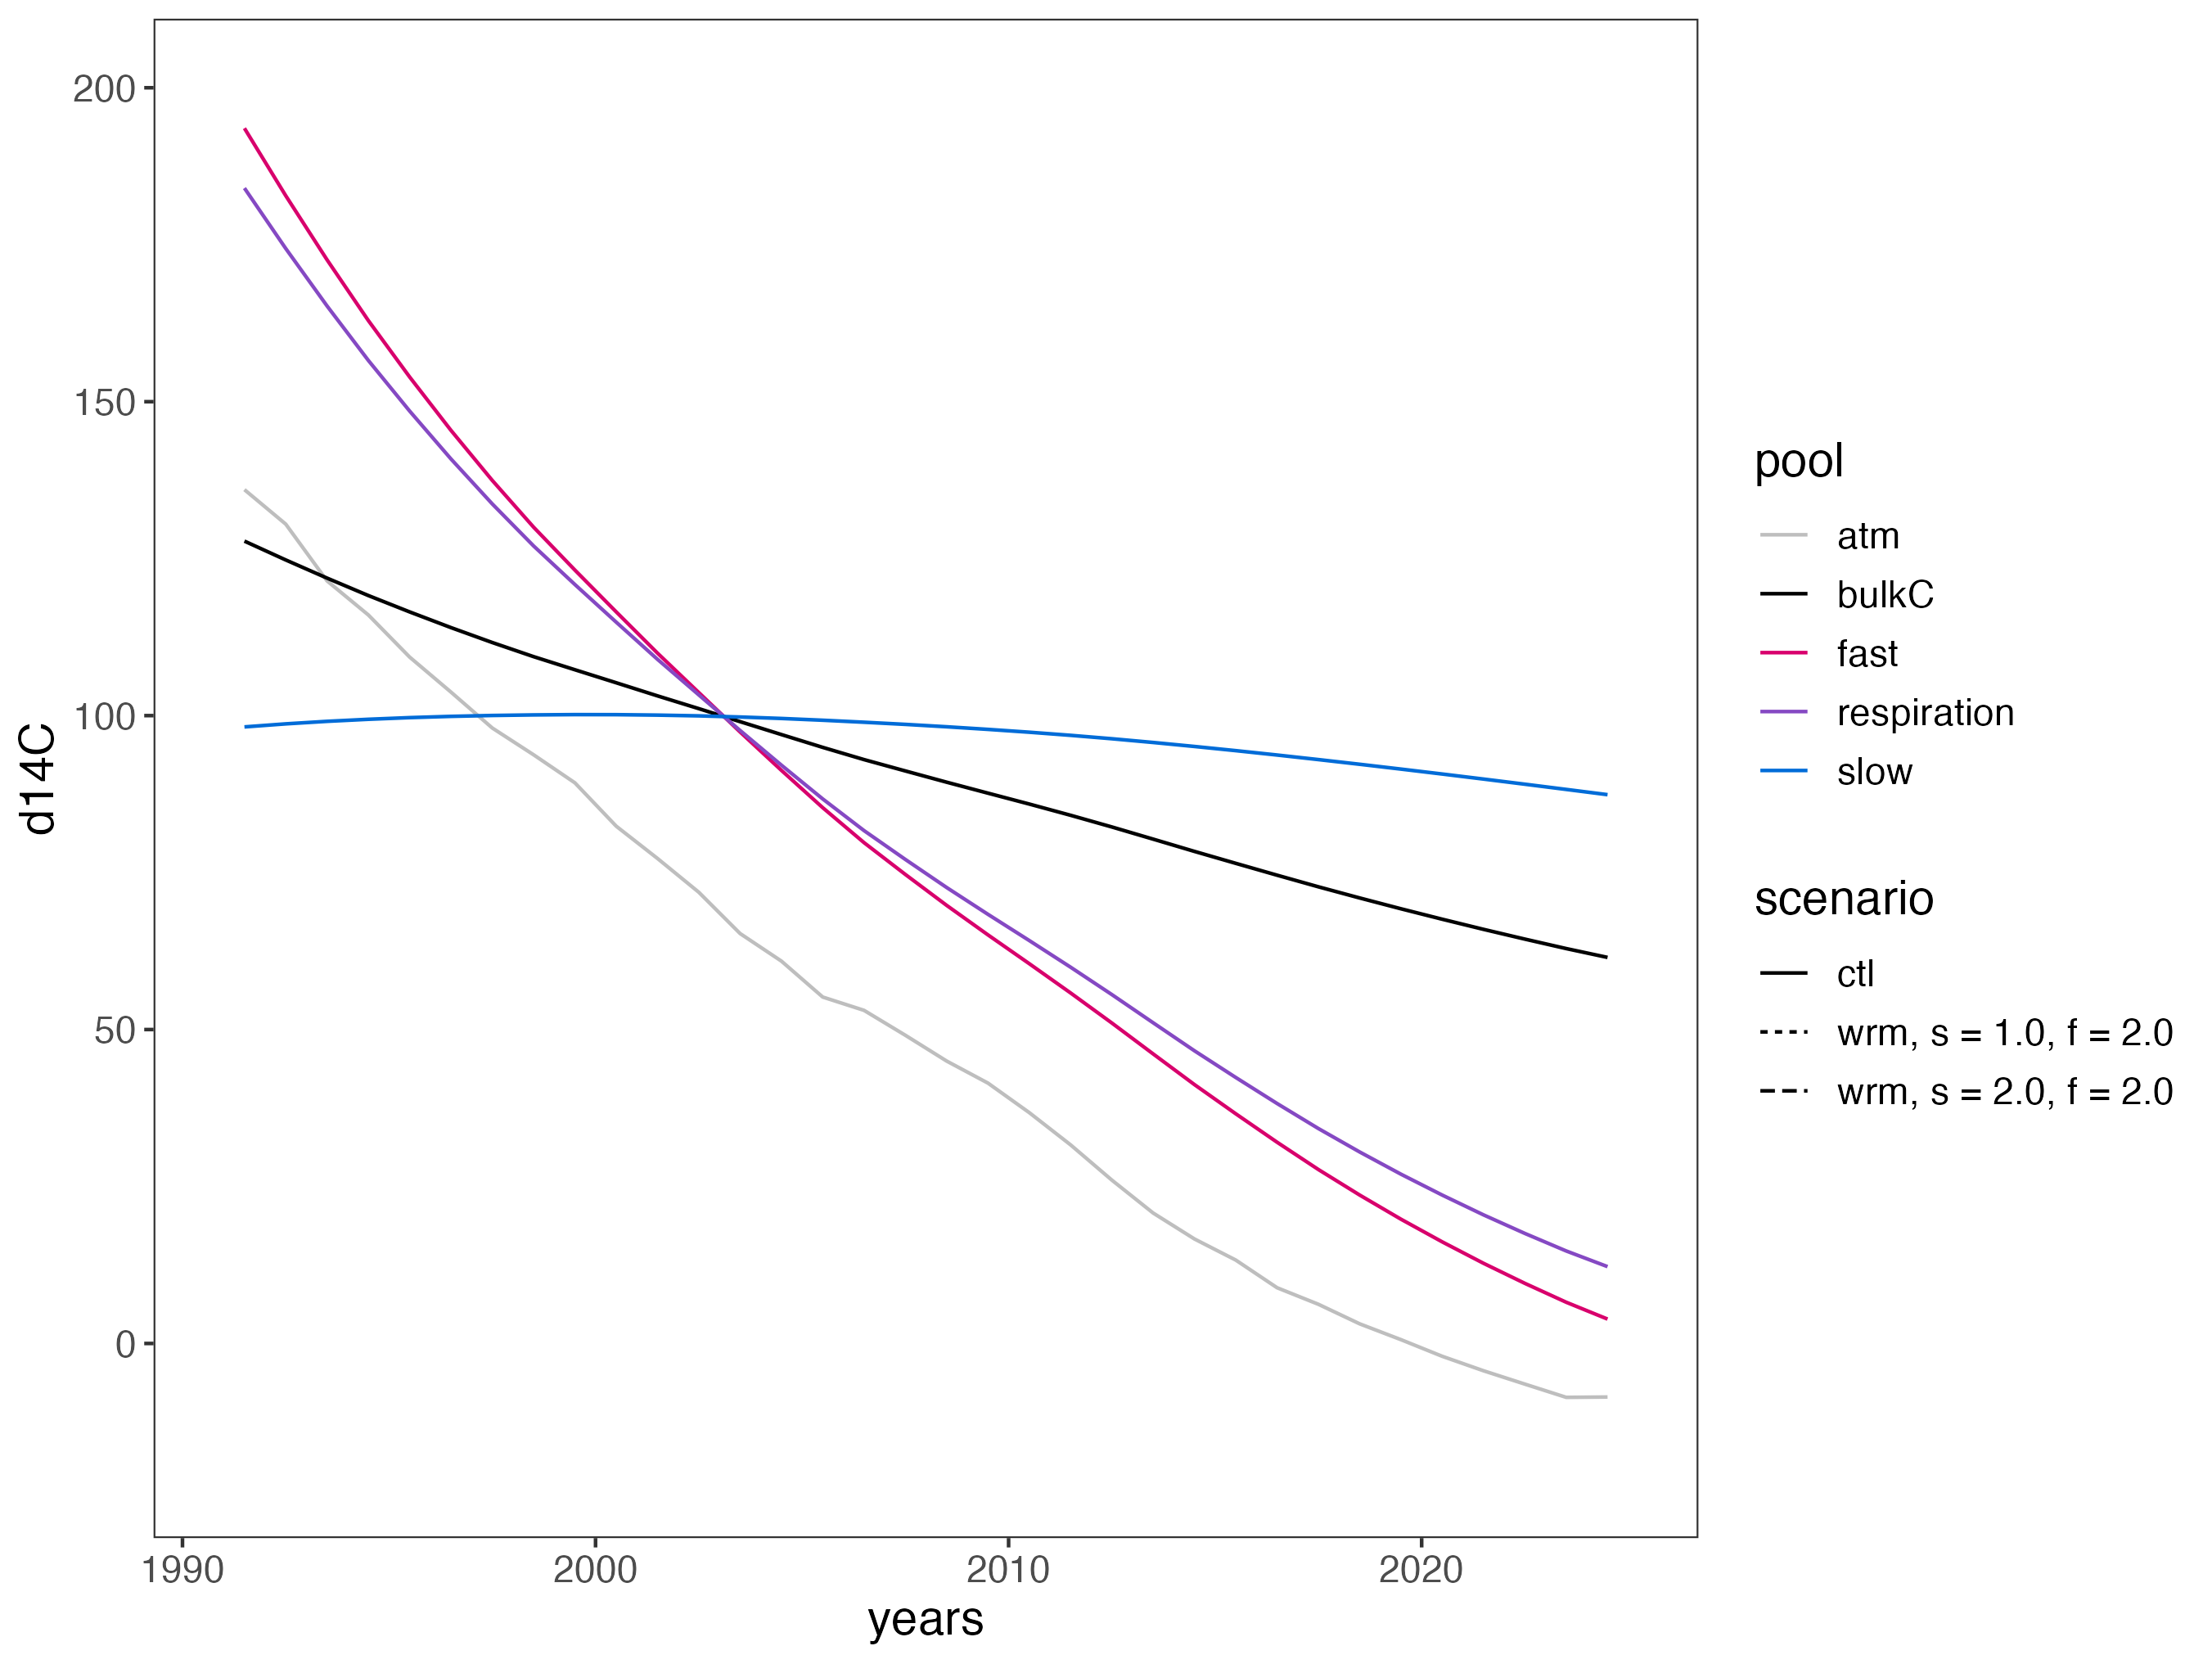 200
150
100
50
0
d14C
1990
2000
2010
2020
years
pool
atm
bulkC
fast
respiration
slow
scenario
ctl
wrm, s = 1.0, f = 2.0
wrm, s = 2.0, f = 2.0